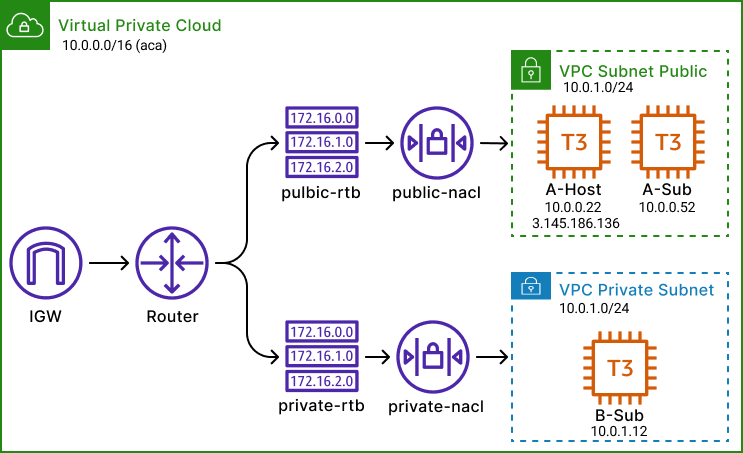 Virtual Private Cloud
10.0.0.0/16 (aca)
VPC Subnet Public
10.0.1.0/24
172.16.0.0
172.16.1.0
172.16.2.0
pulbic-rtb
public-nacl
T3
T3
A-Host
A-Sub
10.0.0.22
10.0.0.52
3.145.186.136
IGW
Router
VPC Private Subnet
10.0.1.0/24
172.16.0.0
172.16.1.0
172.16.2.0
private-rtb
private-nacl
T3
B-Sub
10.0.1.12